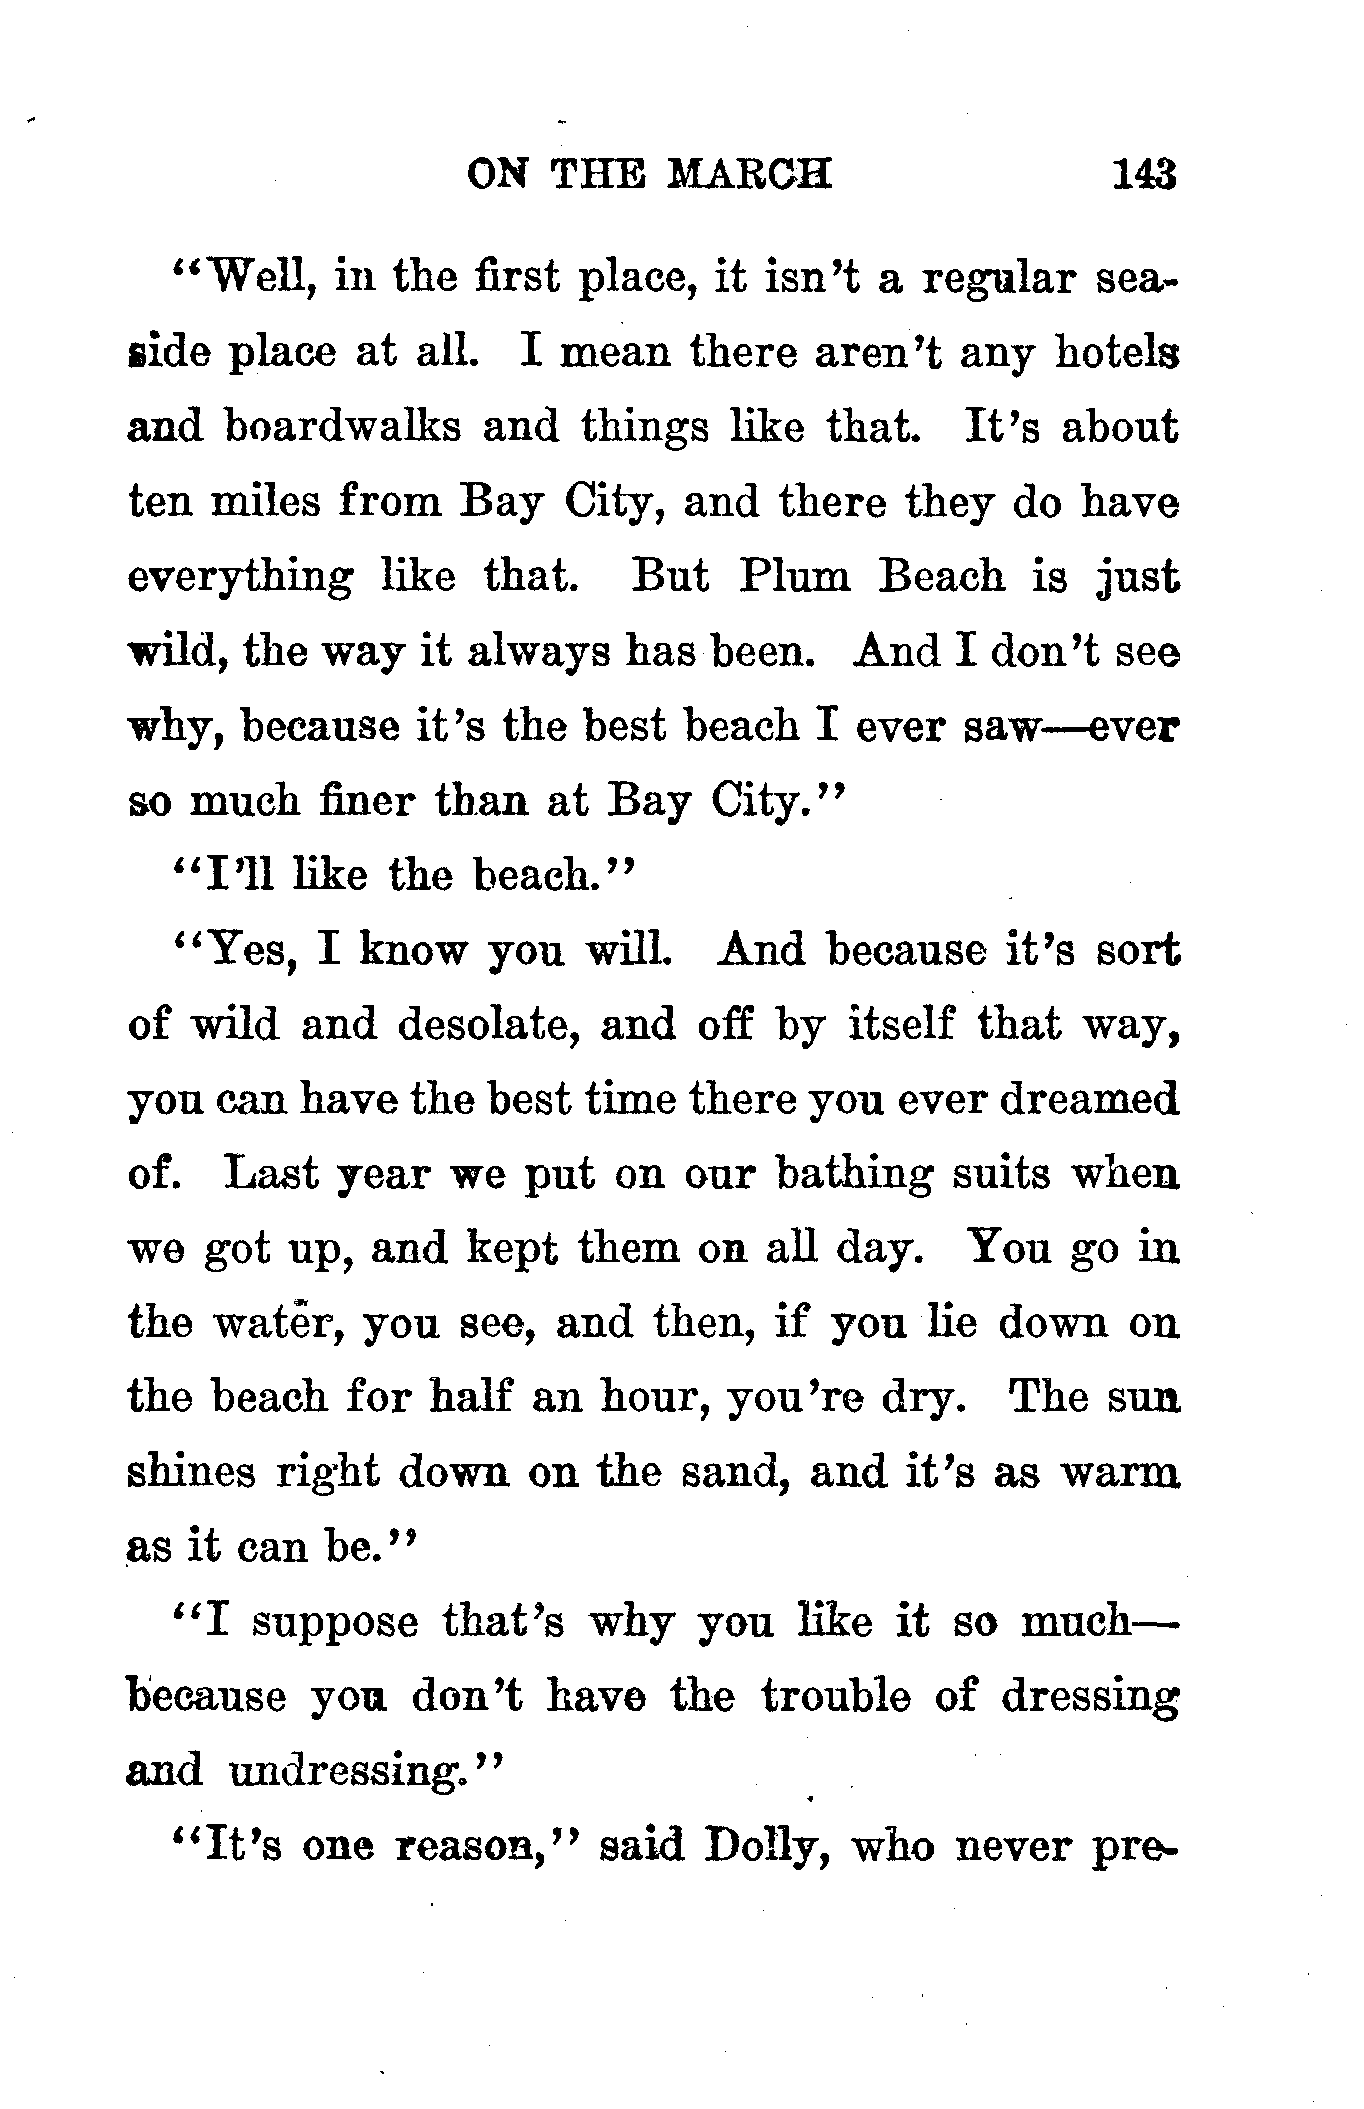 ON THE MARCH 143
"Well, in the first place, it isn't a regular sea-
side place at all. I mean there aren't any hotels
and boardwalks and things like that. It's about
ten miles from Bay City, and there they do have
everything like that. But Plum Beach is just
wild, the way it always has been. And I don't see
why, because it's the best beach I ever saw—ever
so much finer than at Bay City."
"I'll like the beach."
"Yes, I know you will. And because it's sort
of wild and desolate, and off by itself that way,
you can have the best time there you ever dreamed
of. Last year we put on our bathing suits when
we got up, and kept them on all day. You go in
the water, you see, and then, if you lie down on
the beach for half an hour, you're dry. The sun
shines right down on the sand, and it's as warm
as it can be."
"I suppose that's why you like it so much—
because you don't have the trouble of dressing
and undressing."
"It's one reason," said Dolly, who never pre-